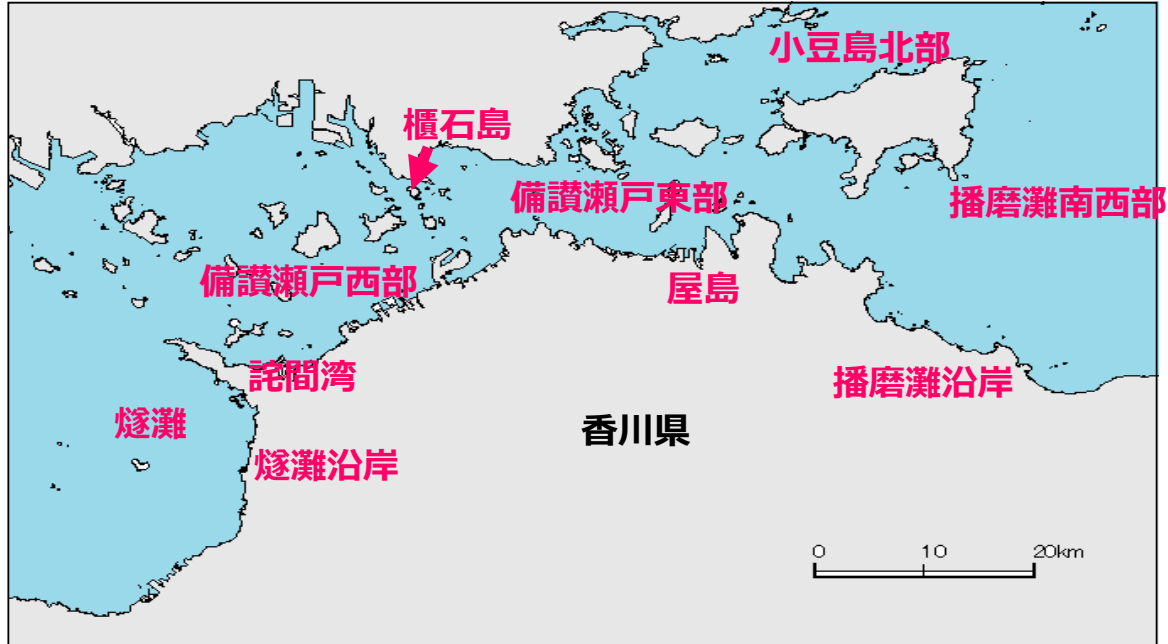 小豆島北部
櫃石島
備讃瀬戸東部
播磨灘南西部
備讃瀬戸西部
屋島
詫間湾
播磨灘沿岸
燧灘
香川県
燧灘沿岸
0 10 20km